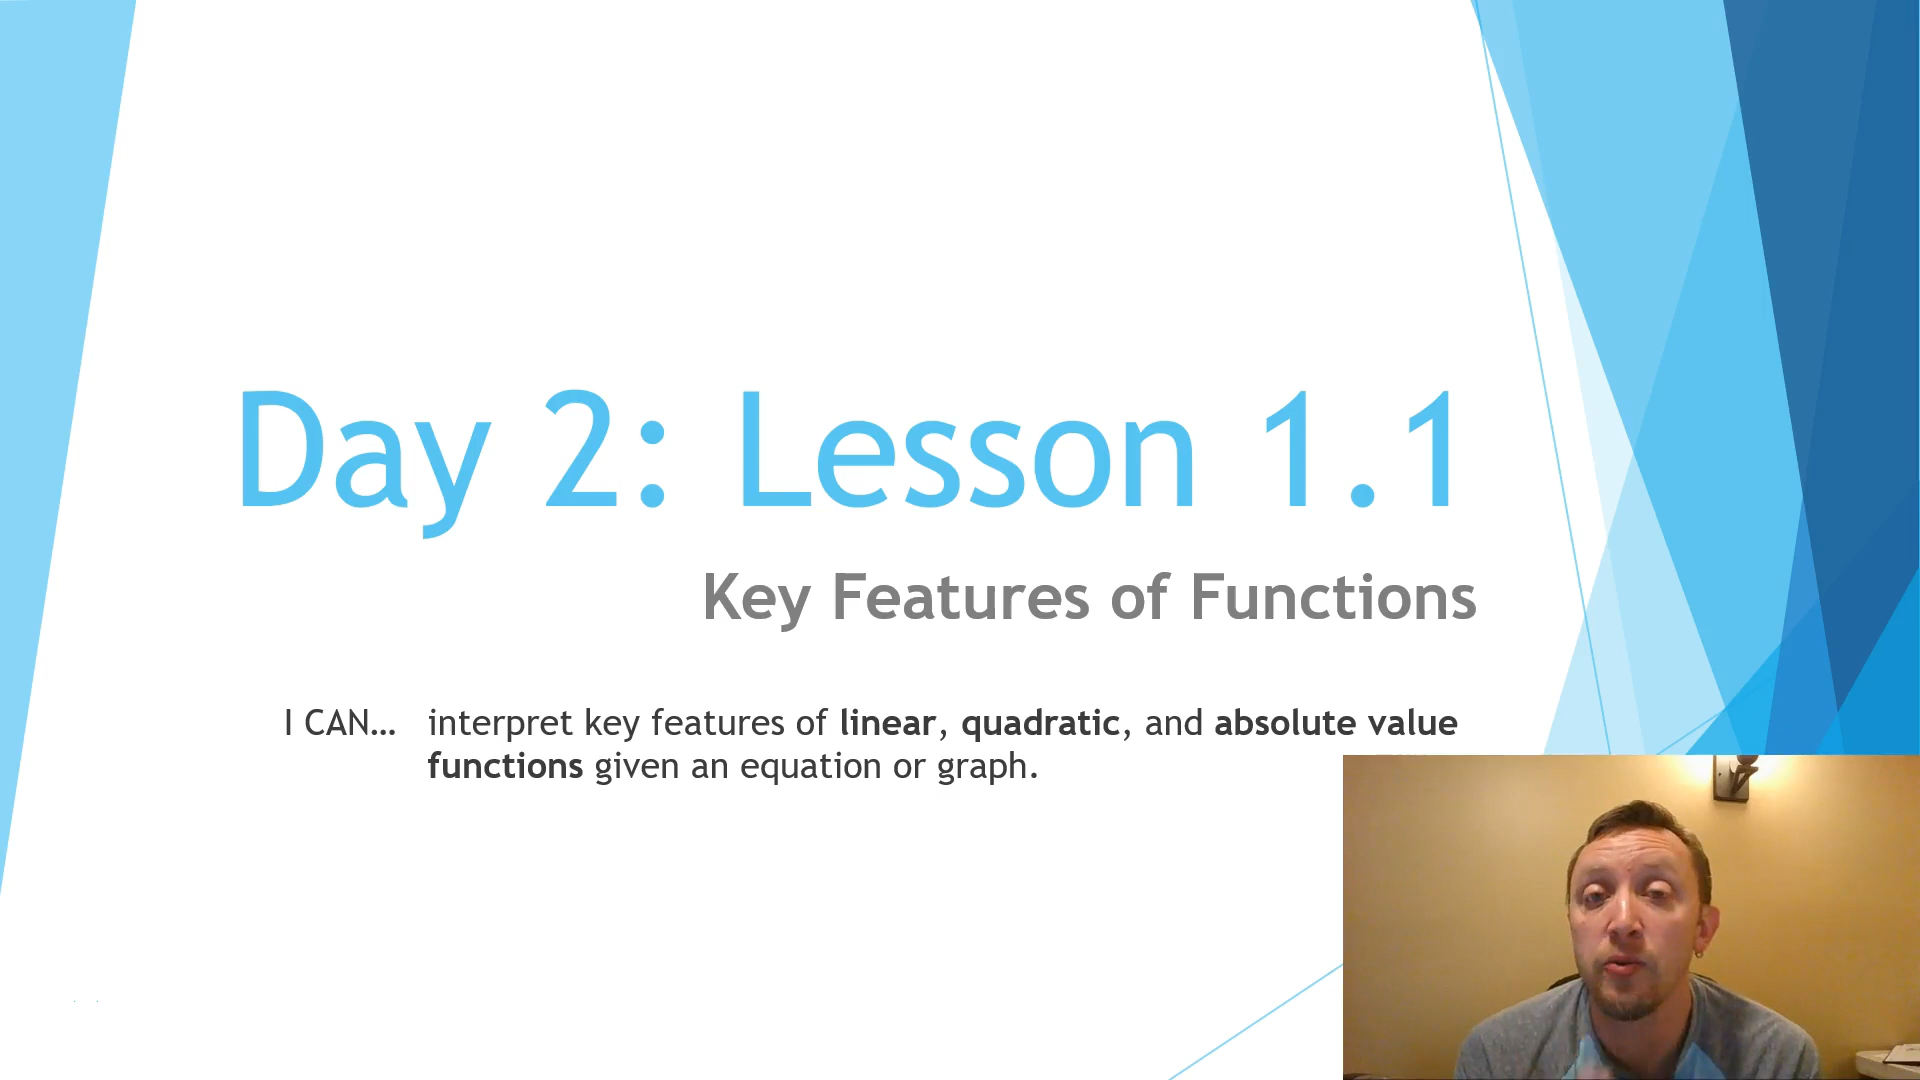 Day 2: Lesson 1.1
Key Features of Functions
I CAN… interpret key features of linear, quadratic, and absolute value
functions given an equation or graph.